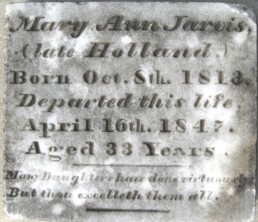 Mary Ann Jarvis,
(late Holland.)
Born Oct. 8th. 1813.
Departed this life
April 16th. 1847.
Aged 33 Years.
Many Daughters have done virtuously
But thou excelleth them all.